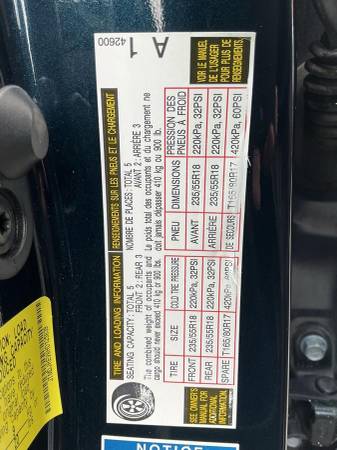 TIRE AND LOADING INFORMATION
SEATING CAPACITY: TOTAL 5
FRONT 2: REAR 3
The combined weight of occupants and
cargo should never exceed 410 kg or 900 lbs.
TIRE SIZE COLD TIRE PRESSURE
FRONT 235/55R18 220kPa, 32PSI
REAR 235/55R18 220kPa, 32PSI
SPARE T165/80R17 420kPa, 60PSI
SEE OWNER'S
MANUAL FOR
ADDITIONAL
INFORMATION
RENSEIGNEMENTS SUR LES PNEUS ET LE CHARGEMENT
NOMBRE DE PLACES: TOTAL 5
AVANT 2: ARRIÈRE 3
Le poids total des occupants et du chargement ne
doit jamais dépasser 410 kg ou 900 lb.
PNEU DIMENSIONS PRESSION DES
PNEUS À FROID
AVANT 235/55R18 220kPa, 32PSI
ARRIÈRE 235/55R18 220kPa, 32PSI
DE SECOURS T165/80R17 420kPa, 60PSI
VOIR LE MANUEL
DE L'USAGER
POUR PLUS DE
RENSEIGNEMENTS.
A 1
42600
LOAD
CAPACITY
NOTICE